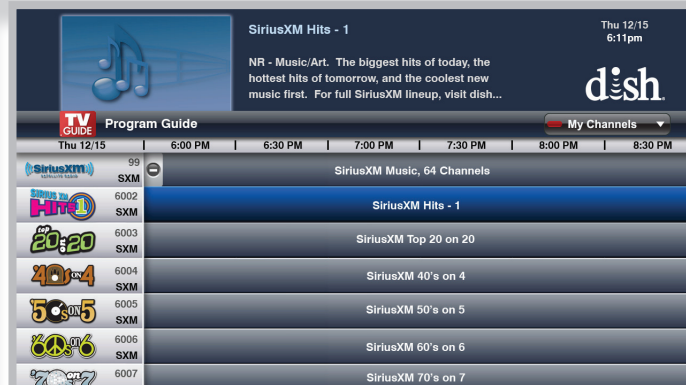 SiriusXM Hits - 1
Thu 12/15
6:11pm
NR - Music/Art. The biggest hits of today, the
hottest hits of tomorrow, and the coolest new
music first. For full SiriusXM lineup, visit dish...
dish
TV
GUIDE
Program Guide
My Channels
Thu 12/15 6:00 PM 6:30 PM 7:00 PM 7:30 PM 8:00 PM 8:30 PM
((SiriusXM)))
99
SXM
SiriusXM Music, 64 Channels
SIRIUS XM
HITS 1
6002
SXM
SiriusXM Hits - 1
top
20 on 20
6003
SXM
SiriusXM Top 20 on 20
'40s on 4
6004
SXM
SiriusXM 40's on 4
'50s on 5
6005
SXM
SiriusXM 50's on 5
'60s on 6
6006
SXM
SiriusXM 60's on 6
'70s on 7
6007
SiriusXM 70's on 7